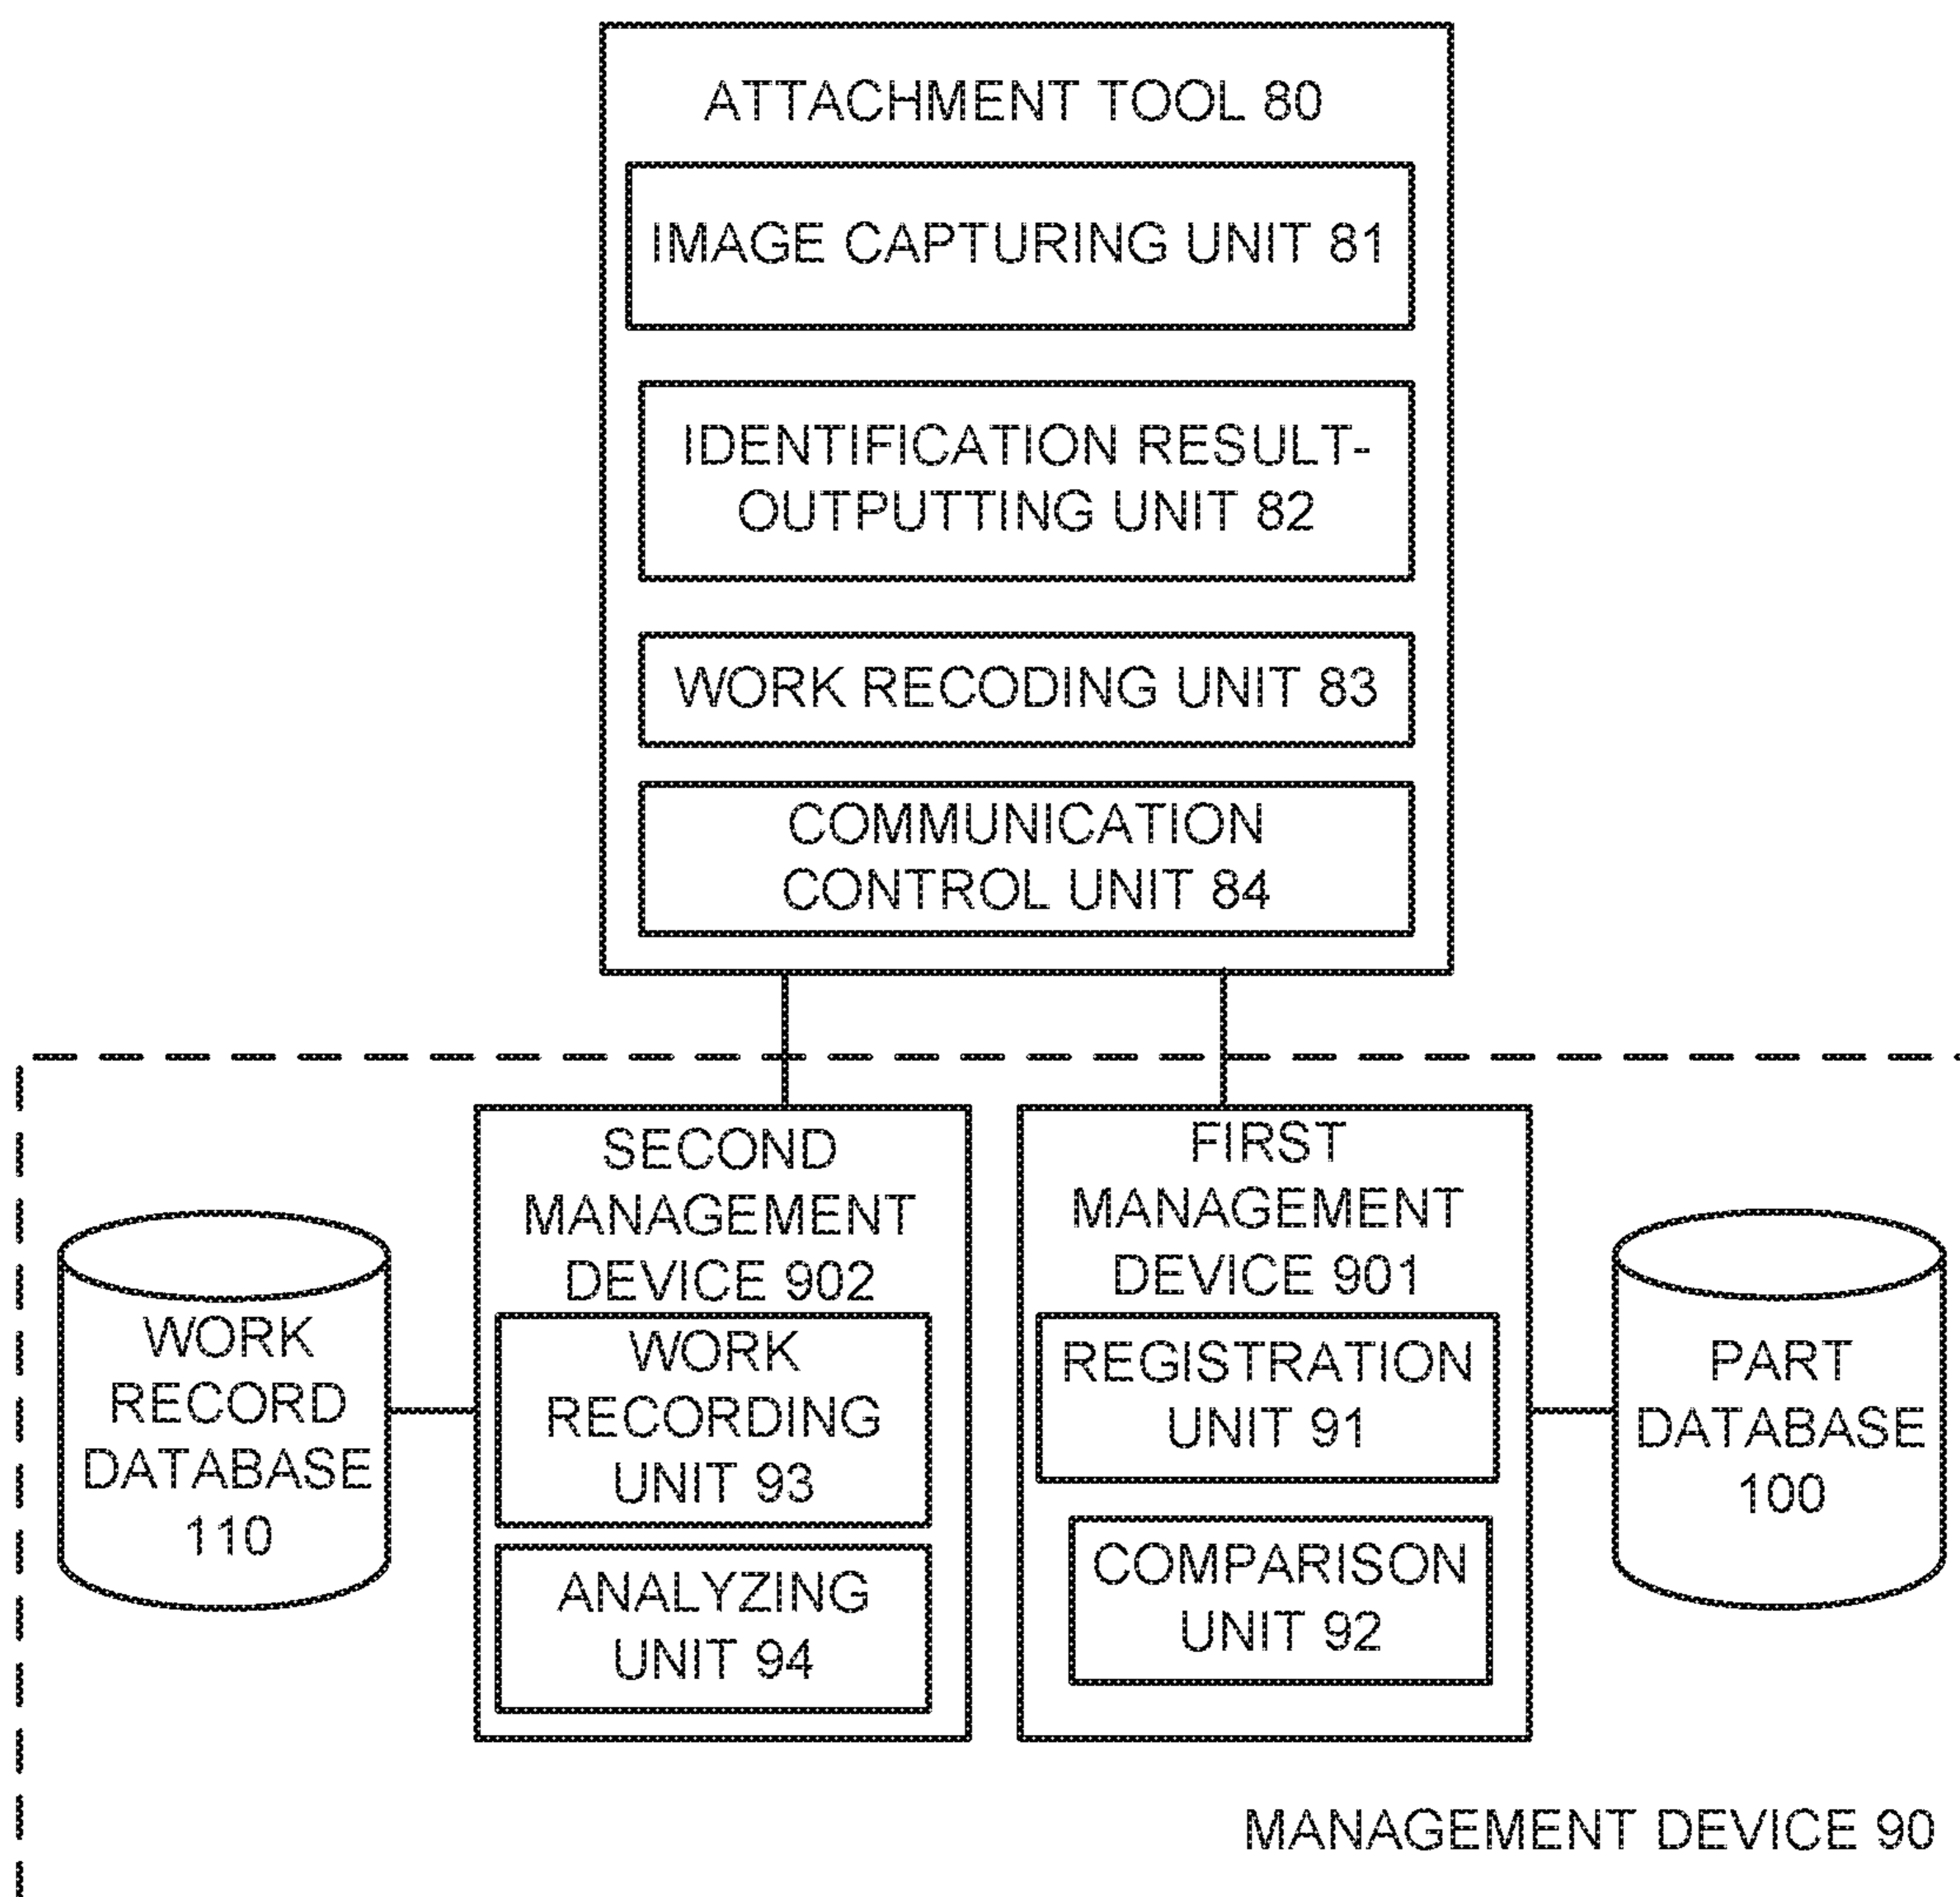 ATTACHMENT TOOL 80
IMAGE CAPTURING UNIT 81
IDENTIFICATION RESULT-
OUTPUTTING UNIT 82
WORK RECODING UNIT 83
COMMUNICATION
CONTROL UNIT 84
WORK
RECORD
DATABASE
110
SECOND
MANAGEMENT
DEVICE 902
WORK
RECORDING
UNIT 93
ANALYZING
UNIT 94
FIRST
MANAGEMENT
DEVICE 901
REGISTRATION
UNIT 91
COMPARISON
UNIT 92
PART
DATABASE
100
MANAGEMENT DEVICE 90